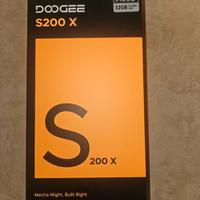 DOOGEE
32GB
S200 X
S 200 X
Mecha Might, Built Right